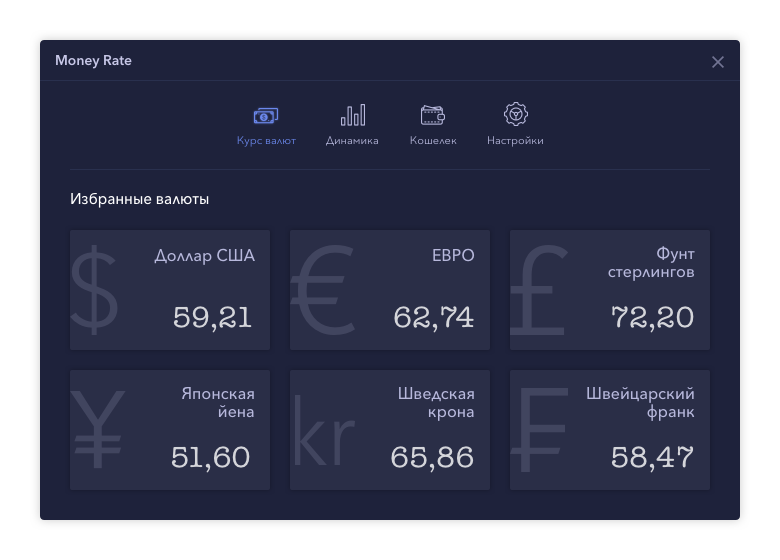 Money Rate
Курс валют
Динамика
Кошелек
Настройки
Избранные валюты
$
Доллар США
59,21
€
ЕВРО
62,74
£
Фунт
стерлингов
72,20
¥
Японская
йена
51,60
kr
Шведская
крона
65,86
₣
Швейцарский
франк
58,47